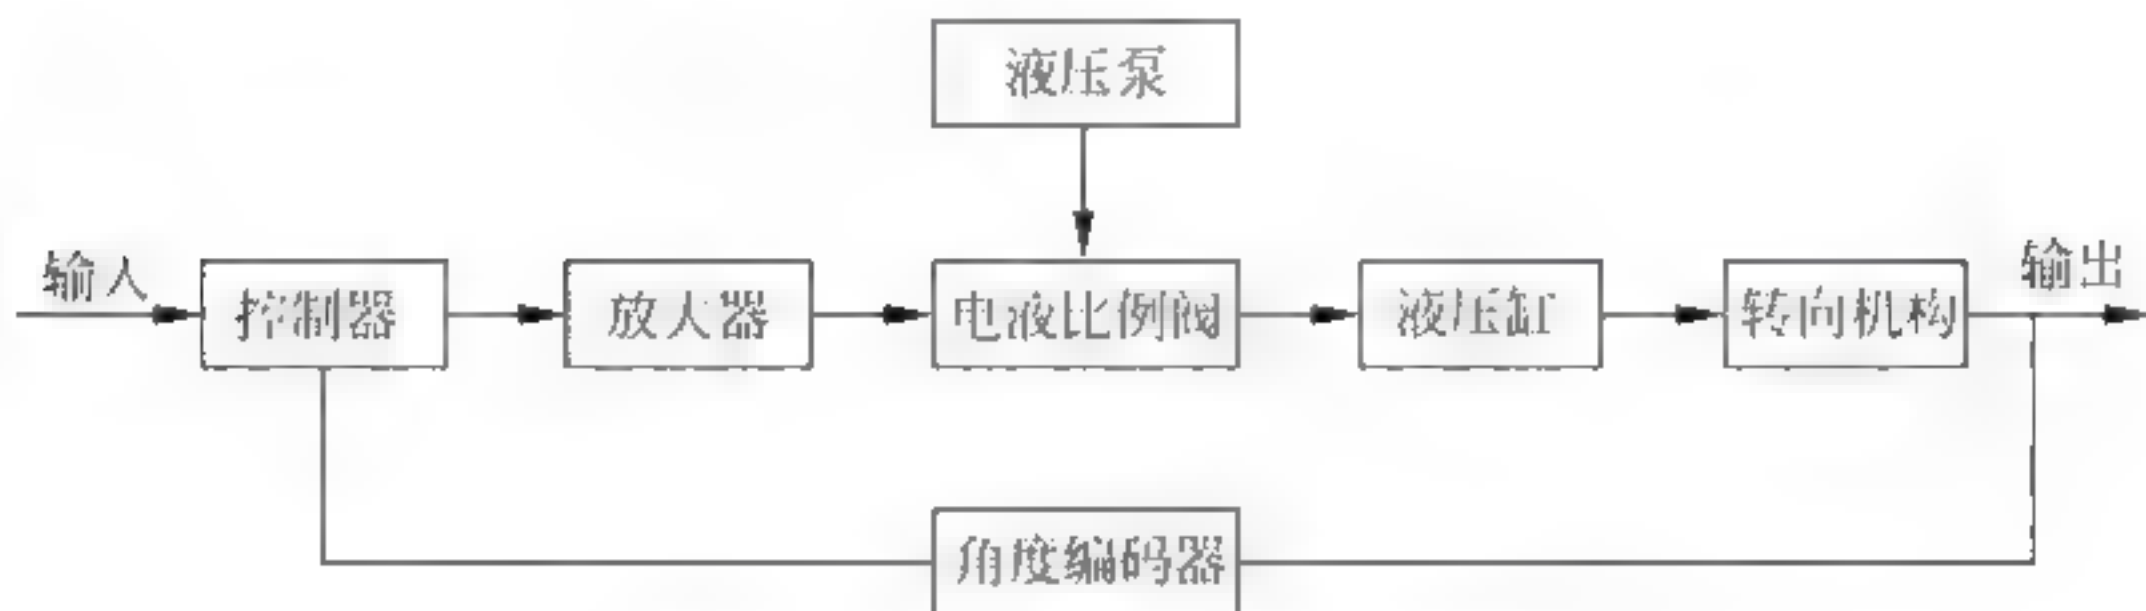 液压泵
输入
输出
控制器
放大器
电液比例阀
液压缸
转向机构
角度编码器